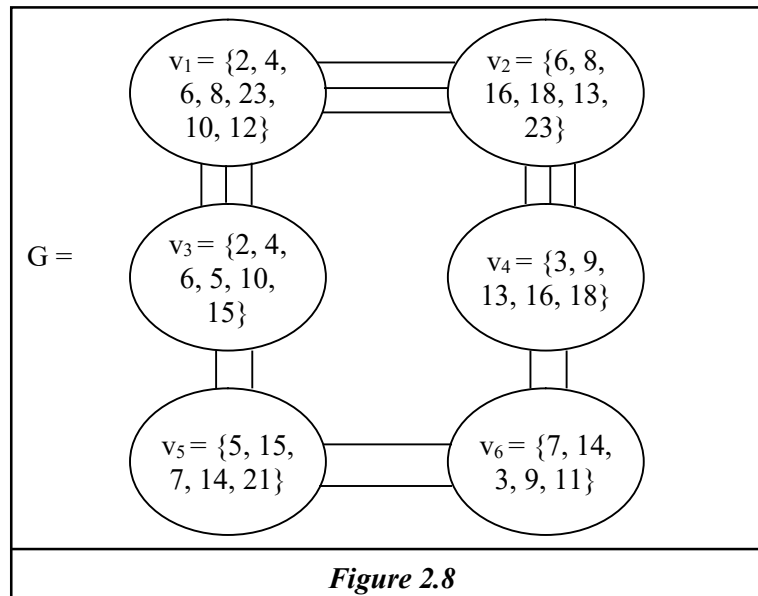 v₁ = {2, 4,
6, 8, 23,
10, 12}
v₂ = {6, 8,
16, 18, 13,
23}
G =
v₃ = {2, 4,
6, 5, 10,
15}
v₄ = {3, 9,
13, 16, 18}
v₅ = {5, 15,
7, 14, 21}
v₆ = {7, 14,
3, 9, 11}
Figure 2.8